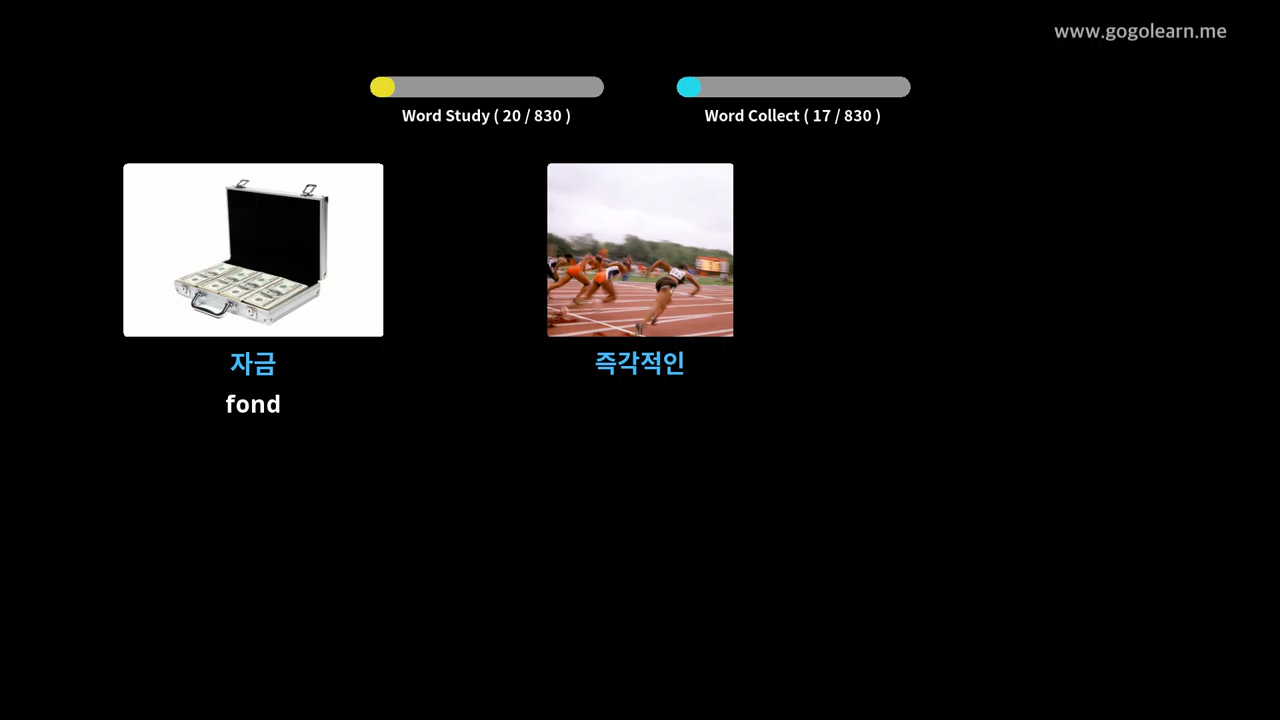 www.gogolearn.me
Word Study ( 20 / 830 )
Word Collect ( 17 / 830 )
자금
fond
즉각적인